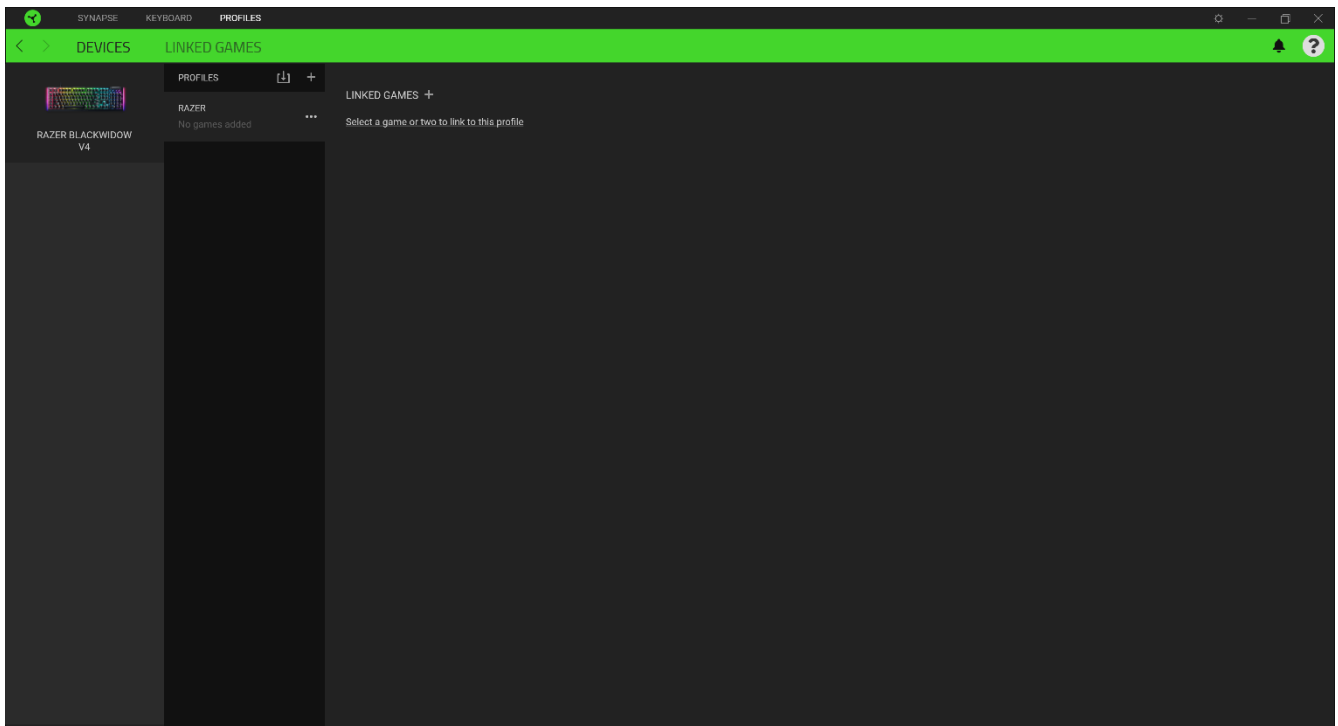 SYNAPSE KEYBOARD PROFILES
DEVICES LINKED GAMES
RAZER BLACKWIDOW
V4
PROFILES
RAZER
No games added
LINKED GAMES
Select a game or two to link to this profile